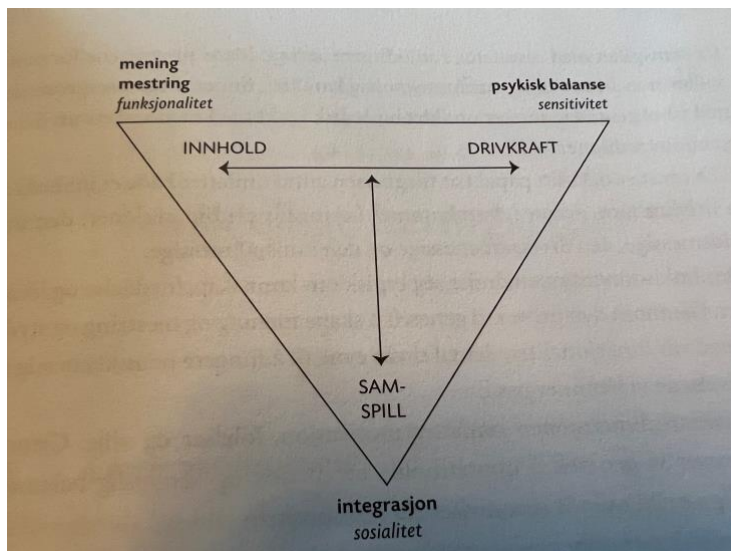 mening
mestring
funksjonalitet
psykisk balanse
sensitivitet
INNHOLD
DRIVKRAFT
SAM-
SPILL
integrasjon
sosialitet